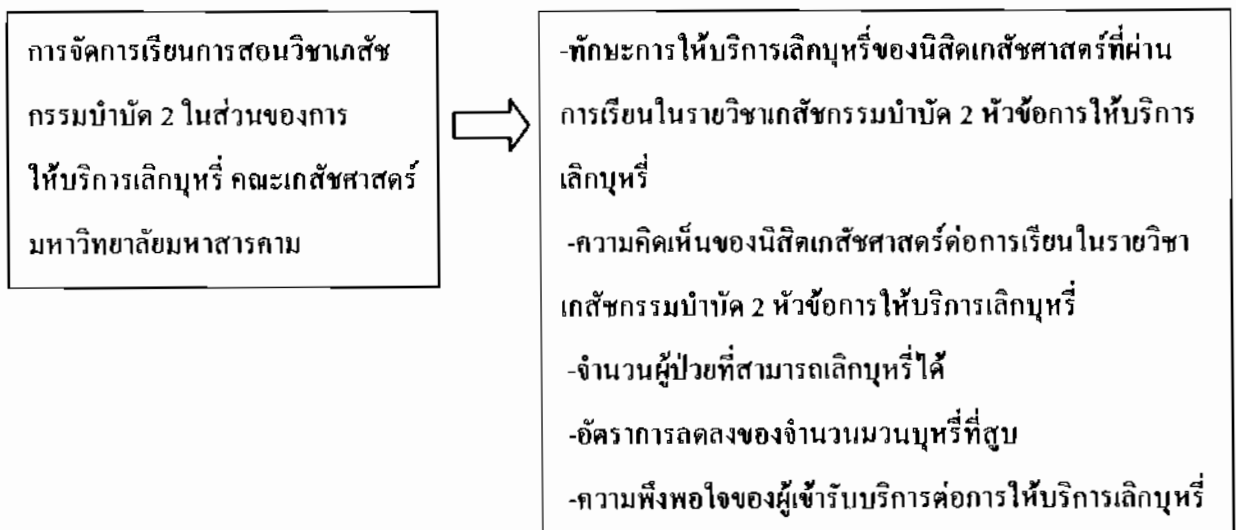 การจัดการเรียนการสอนวิชาเภสัช
กรรมบำบัด 2 ในส่วนของการ
ให้บริการเลิกบุหรี่ คณะเภสัชศาสตร์
มหาวิทยาลัยมหาสารคาม
-ทักษะการให้บริการเลิกบุหรี่ของนิสิตเภสัชศาสตร์ที่ผ่าน
การเรียนในรายวิชาเภสัชกรรมบำบัด 2 หัวข้อการให้บริการ
เลิกบุหรี่
-ความคิดเห็นของนิสิตเภสัชศาสตร์ต่อการเรียนในรายวิชา
เภสัชกรรมบำบัด 2 หัวข้อการให้บริการเลิกบุหรี่
-จำนวนผู้ป่วยที่สามารถเลิกบุหรี่ได้
-อัตราการลดลงของจำนวนมวนบุหรี่ที่สูบ
-ความพึงพอใจของผู้เข้ารับบริการต่อการให้บริการเลิกบุหรี่